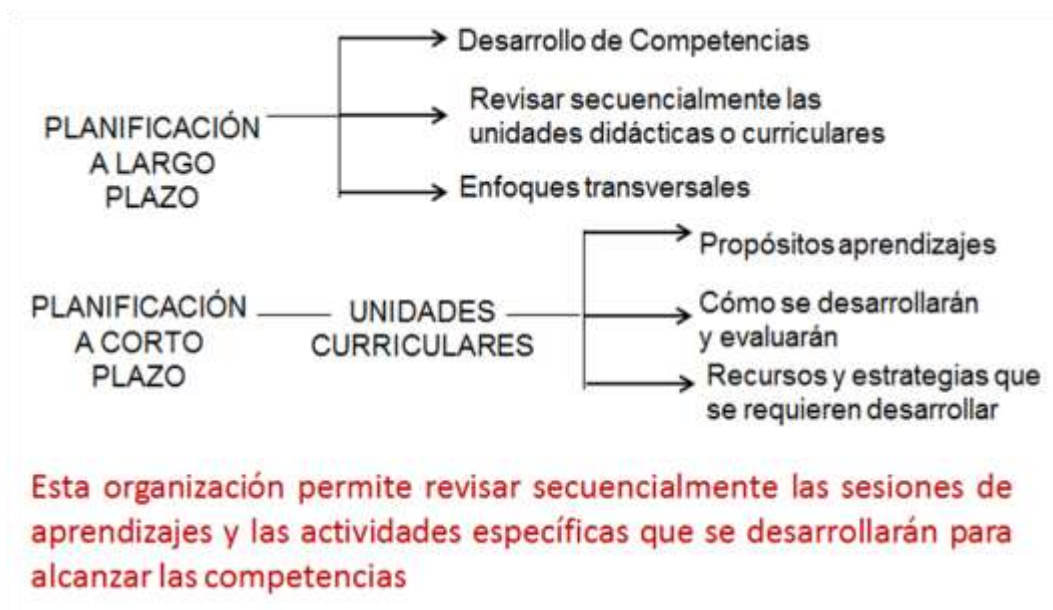 Desarrollo de Competencias
PLANIFICACIÓN
A LARGO
PLAZO
Revisar secuencialmente las
unidades didácticas o curriculares
Enfoques transversales
PLANIFICACIÓN
A CORTO
PLAZO
UNIDADES
CURRICULARES
Propósitos aprendizajes
Cómo se desarrollarán
y evaluarán
Recursos y estrategias que
se requieren desarrollar
Esta organización permite revisar secuencialmente las sesiones de
aprendizajes y las actividades específicas que se desarrollarán para
alcanzar las competencias